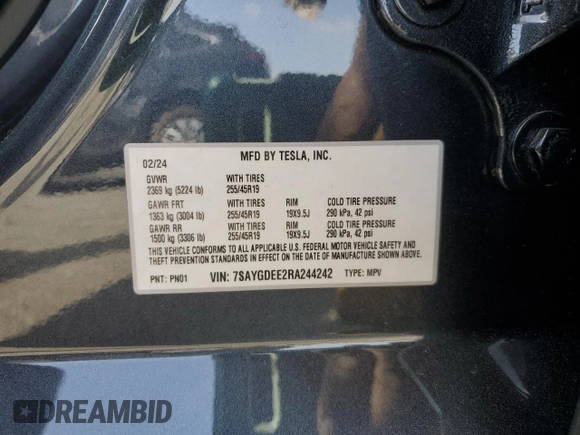 MFD BY TESLA, INC.
02/24
GVWR WITH TIRES
2369 kg (5224 lb) 255/45R19
GAWR FRT WITH TIRES RIM COLD TIRE PRESSURE
1363 kg (3004 lb) 255/45R19 19X9.5J 290 kPa, 42 psi
GAWR RR WITH TIRES RIM COLD TIRE PRESSURE
1500 kg (3306 lb) 255/45R19 19X9.5J 290 kPa, 42 psi
THIS VEHICLE CONFORMS TO ALL APPLICABLE U.S. FEDERAL MOTOR VEHICLE SAFETY AND
THEFT PREVENTION STANDARDS IN EFFECT ON THE DATE OF MANUFACTURE SHOWN ABOVE.
PNT: PN01 VIN: 7SAYGDEE2RA244242 TYPE: MPV
DREAMBID